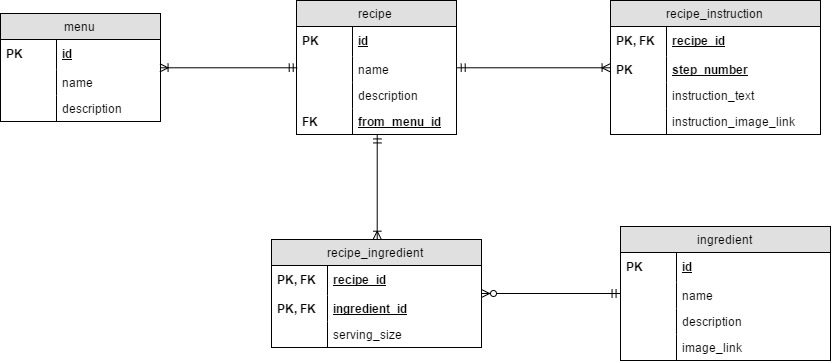 menu
PK id
name
description
recipe
PK id
name
description
FK from_menu_id
recipe_instruction
PK, FK recipe_id
PK step_number
instruction_text
instruction_image_link
recipe_ingredient
PK, FK recipe_id
PK, FK ingredient_id
serving_size
ingredient
PK id
name
description
image_link